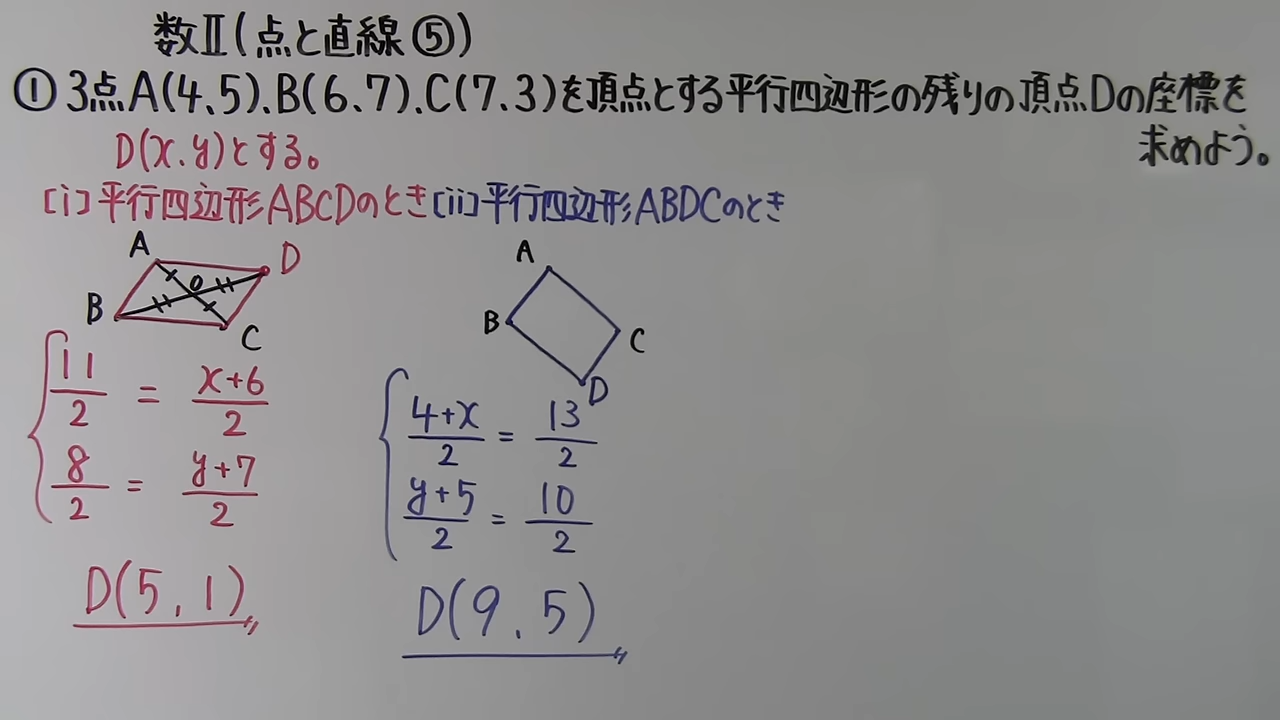 数Ⅱ(点と直線⑤)
①3点A(4、5)、B(6、7)、C(7、3)を頂点とする平行四辺形の残りの頂点Dの座標を
求めよう。
D(x、y)とする。
[i]平行四辺形ABCDのとき
A
D
O
B
C
11/2 = x+6/2
8/2 = y+7/2
D(5,1)
[ii]平行四辺形ABDCのとき
A
B
C
D
4+x/2 = 13/2
y+5/2 = 10/2
D(9,5)